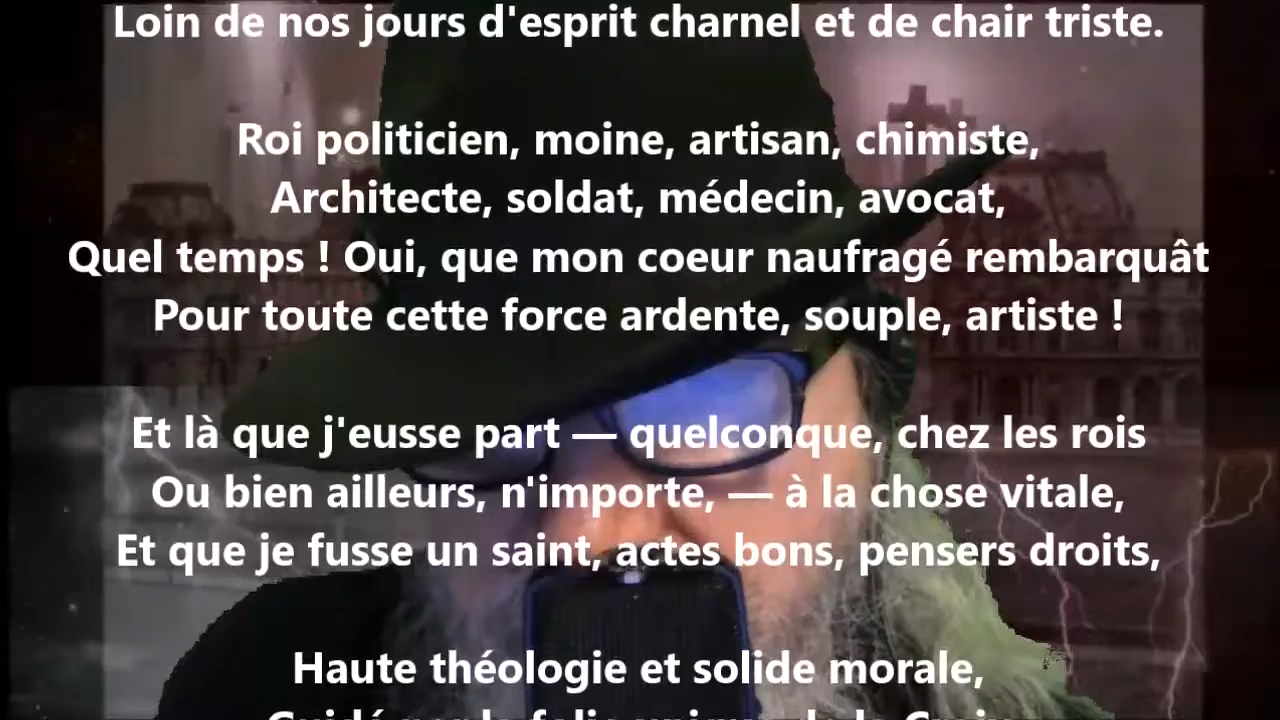 Loin de nos jours d'esprit charnel et de chair triste.
Roi politicien, moine, artisan, chimiste,
Architecte, soldat, médecin, avocat,
Quel temps ! Oui, que mon coeur naufragé rembarquât
Pour toute cette force ardente, souple, artiste !
Et là que j'eusse part — quelconque, chez les rois
Ou bien ailleurs, n'importe, — à la chose vitale,
Et que je fusse un saint, actes bons, pensers droits,
Haute théologie et solide morale,